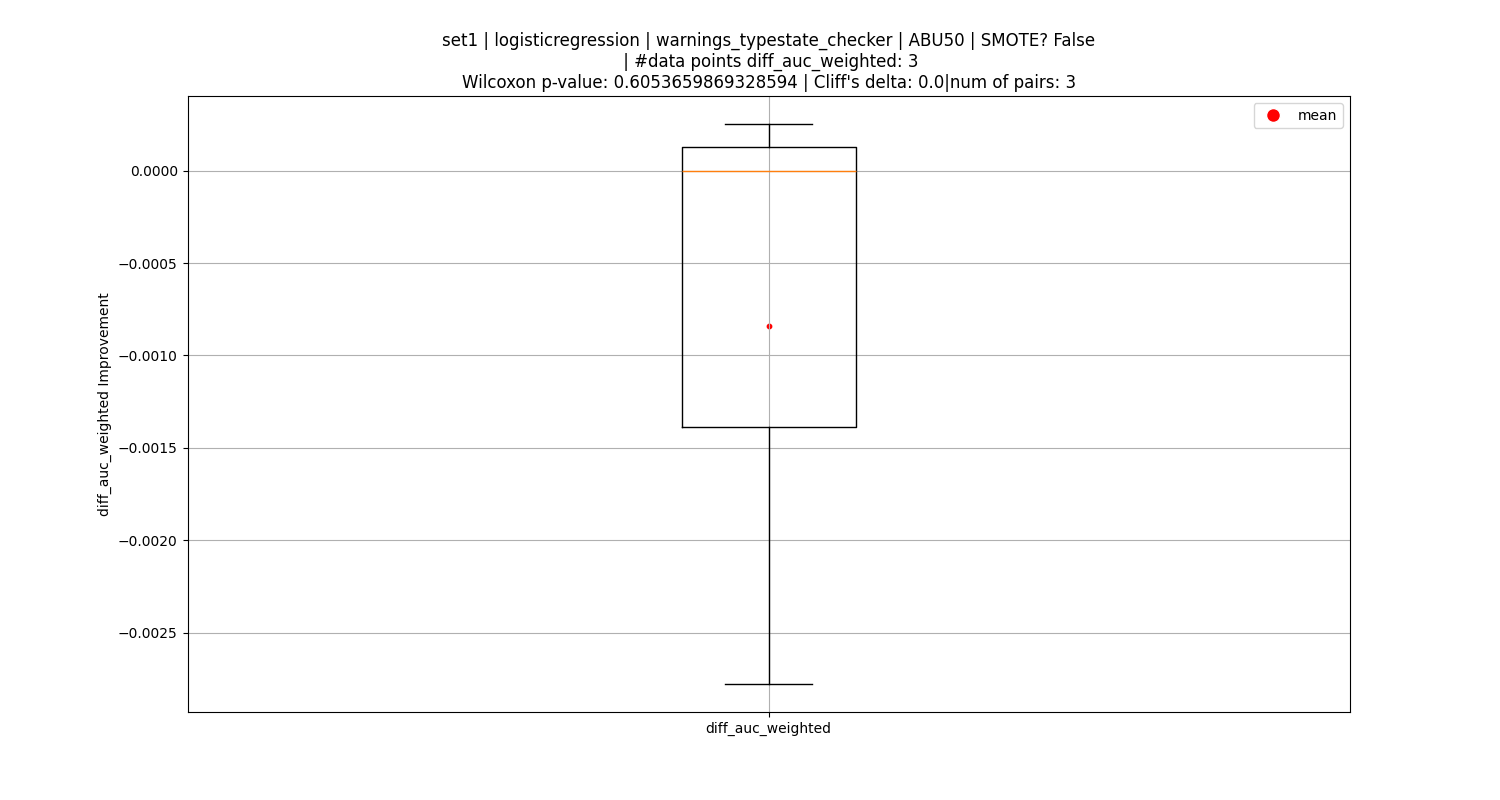 set1 | logisticregression | warnings_typestate_checker | ABU50 | SMOTE? False
| #data points diff_auc_weighted: 3
Wilcoxon p-value: 0.6053659869328594 | Cliff's delta: 0.0|num of pairs: 3
mean
0.0000
−0.0005
−0.0010
−0.0015
−0.0020
−0.0025
diff_auc_weighted Improvement
diff_auc_weighted